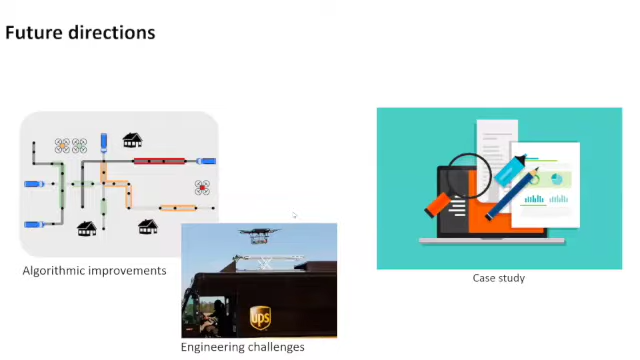 Future directions
Algorithmic improvements
ups
Engineering challenges
Case study